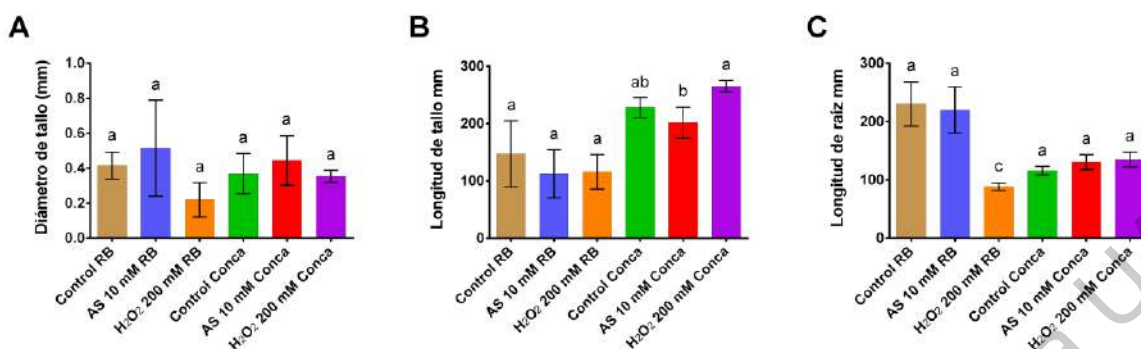 A
Diámetro de tallo (mm)
1.0
0.8
0.6
0.4
0.2
0.0
a
a
a
a
a
a
Control RB
AS 10 mM RB
H₂O₂ 200 mM RB
Control Conca
AS 10 mM Conca
H₂O₂ 200 mM Conca
B
Longitud de tallo mm
300
200
100
0
a
a
a
ab
b
a
Control RB
AS 10 mM RB
H₂O₂ 200 mM RB
Control Conca
AS 10 mM Conca
H₂O₂ 200 mM Conca
C
Longitud de raiz mm
300
200
100
0
a
a
c
a
a
a
Control RB
AS 10 mM RB
H₂O₂ 200 mM RB
Control Conca
AS 10 mM Conca
H₂O₂ 200 mM Conca